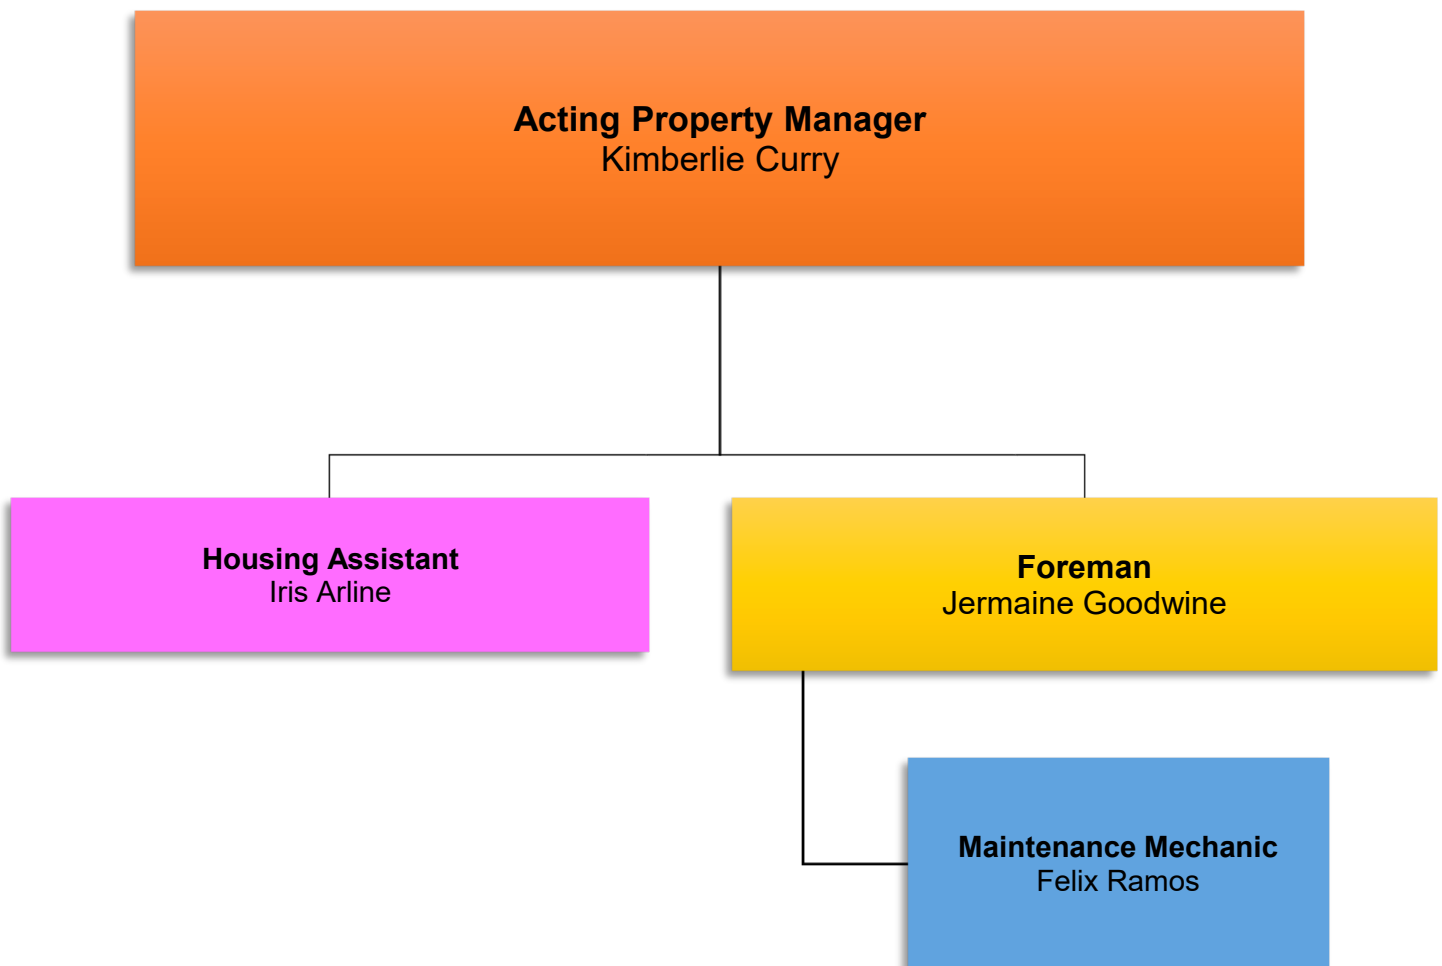 Acting Property Manager
Kimberlie Curry
Housing Assistant
Iris Arline
Foreman
Jermaine Goodwine
Maintenance Mechanic
Felix Ramos